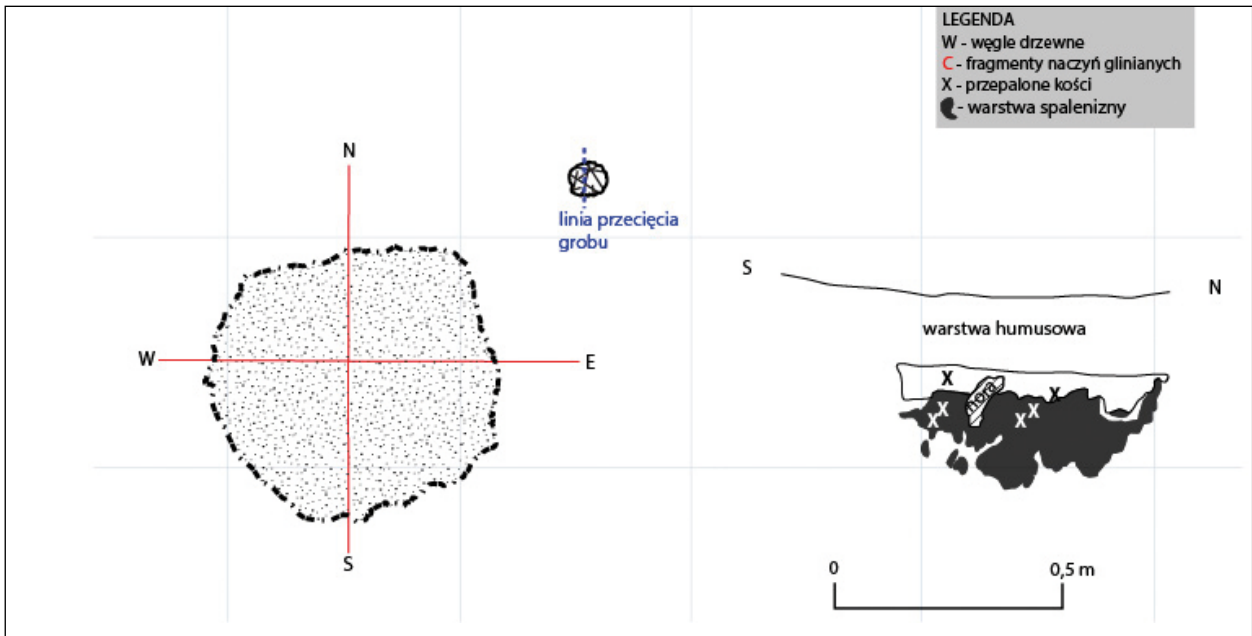 LEGENDA
W - węgle drzewne
C - fragmenty naczyń glinianych
X - przepalone kości
- warstwa spalenizny
N
linia przecięcia
grobu
W
E
S
S
N
warstwa humusowa
X
X
X
X
X
X
0
0,5 m